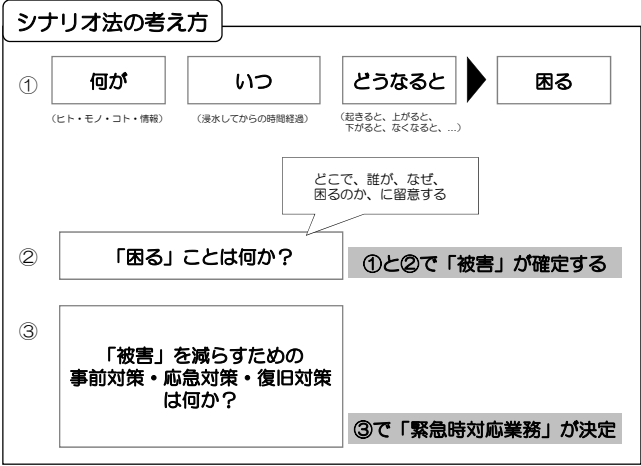 シナリオ法の考え方
① 何が いつ どうなると 困る
（ヒト・モノ・コト・情報） （浸水してからの時間経過） （起きると、上がると、
下がると、なくなると、…）
どこで、誰が、なぜ、
困るのか、に留意する
② 「困る」ことは何か？ ①と②で「被害」が確定する
③
「被害」を減らすための
事前対策・応急対策・復旧対策
は何か？
③で「緊急時対応業務」が決定